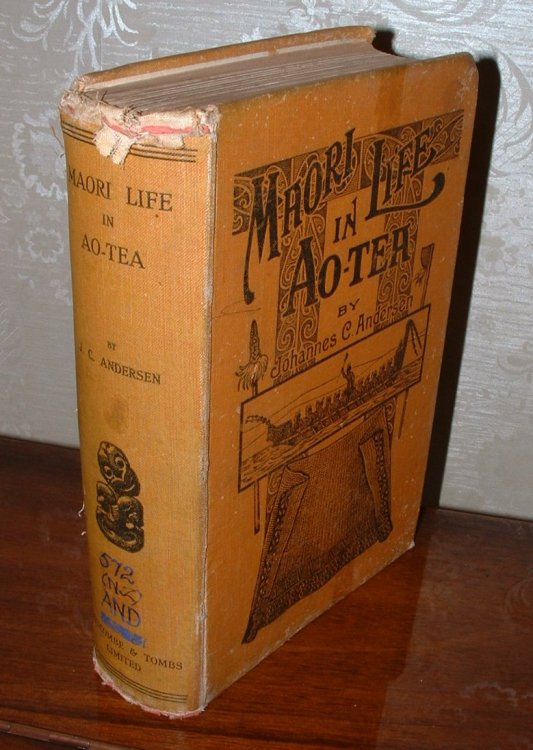 MAORI LIFE
IN
AO-TEA
BY
J. C. ANDERSEN
572
(N.Z)
AND
& TOMBS
LIMITED
MAORI
LIFE
IN
AO-TEA
BY
Johannes C. Andersen